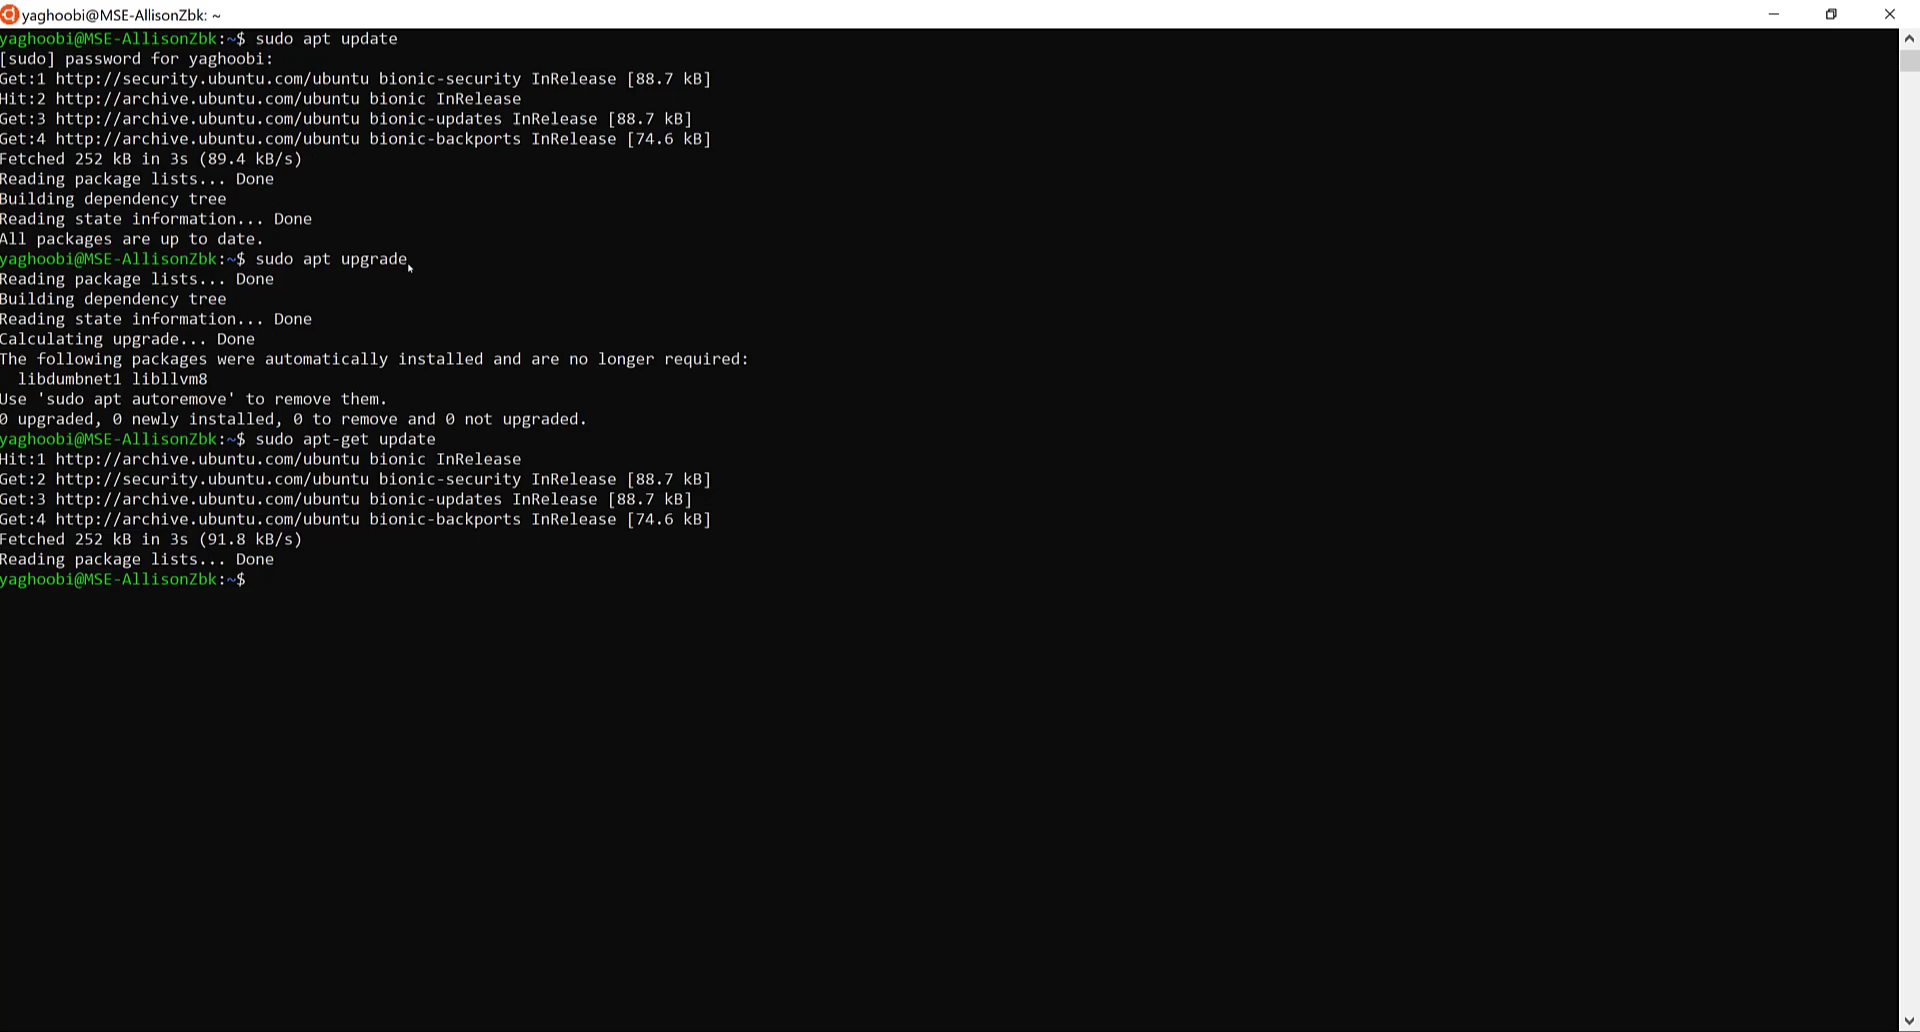 yaghoobi@MSE-AllisonZbk: ~
yaghoobi@MSE-AllisonZbk:~$ sudo apt update
[sudo] password for yaghoobi:
Get:1 http://security.ubuntu.com/ubuntu bionic-security InRelease [88.7 kB]
Hit:2 http://archive.ubuntu.com/ubuntu bionic InRelease
Get:3 http://archive.ubuntu.com/ubuntu bionic-updates InRelease [88.7 kB]
Get:4 http://archive.ubuntu.com/ubuntu bionic-backports InRelease [74.6 kB]
Fetched 252 kB in 3s (89.4 kB/s)
Reading package lists... Done
Building dependency tree
Reading state information... Done
All packages are up to date.
yaghoobi@MSE-AllisonZbk:~$ sudo apt upgrade
Reading package lists... Done
Building dependency tree
Reading state information... Done
Calculating upgrade... Done
The following packages were automatically installed and are no longer required:
  libdumbnet1 libllvm8
Use 'sudo apt autoremove' to remove them.
0 upgraded, 0 newly installed, 0 to remove and 0 not upgraded.
yaghoobi@MSE-AllisonZbk:~$ sudo apt-get update
Hit:1 http://archive.ubuntu.com/ubuntu bionic InRelease
Get:2 http://security.ubuntu.com/ubuntu bionic-security InRelease [88.7 kB]
Get:3 http://archive.ubuntu.com/ubuntu bionic-updates InRelease [88.7 kB]
Get:4 http://archive.ubuntu.com/ubuntu bionic-backports InRelease [74.6 kB]
Fetched 252 kB in 3s (91.8 kB/s)
Reading package lists... Done
yaghoobi@MSE-AllisonZbk:~$